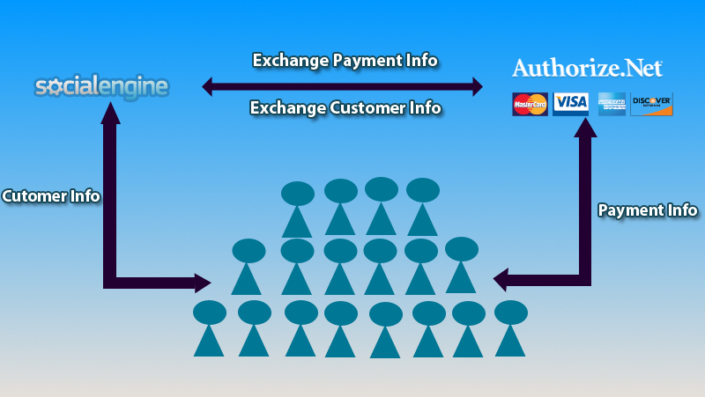 Exchange Payment Info
socialengine
Authorize.Net
MasterCard
VISA
DISCOVER
Exchange Customer Info
Cutomer Info
Payment Info